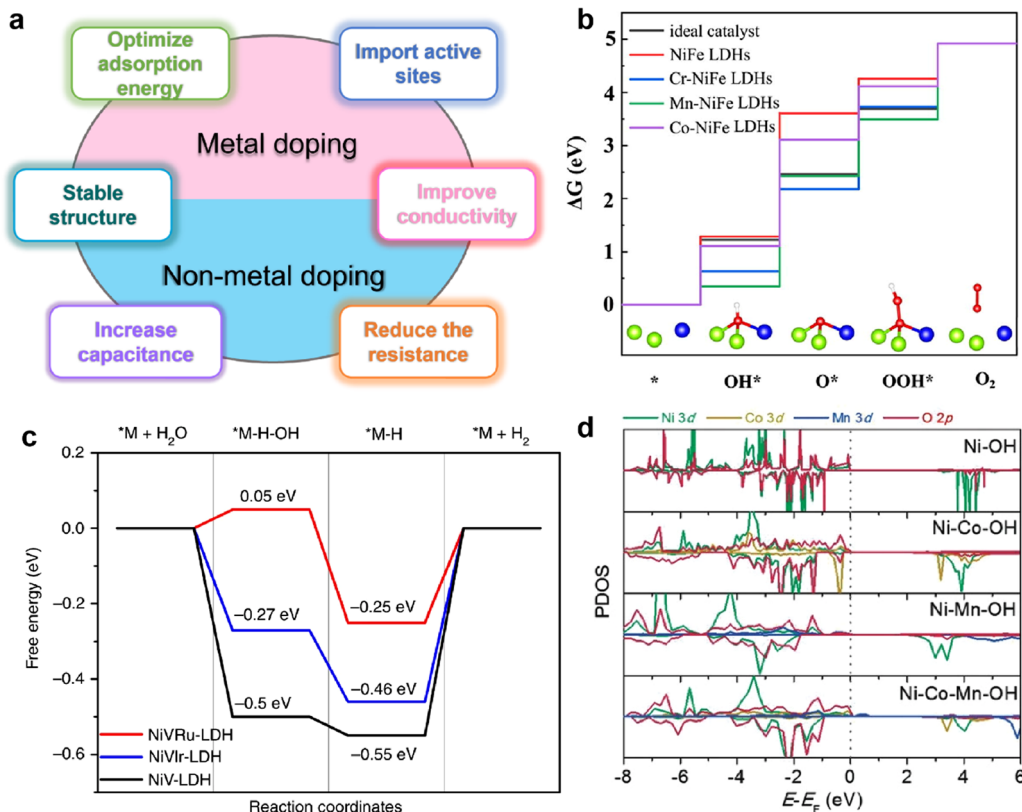 a
Optimize
adsorption
energy
Import active
sites
Metal doping
Stable
structure
Improve
conductivity
Non-metal doping
Increase
capacitance
Reduce the
resistance
b
ΔG (eV)
5
4
3
2
1
0
ideal catalyst
NiFe LDHs
Cr-NiFe LDHs
Mn-NiFe LDHs
Co-NiFe LDHs
* OH* O* OOH* O₂
c
*M + H₂O *M-H-OH *M-H *M + H₂
Free energy (eV)
0.2
0.0
−0.2
−0.4
−0.6
0.05 eV
−0.27 eV
−0.25 eV
−0.5 eV
−0.46 eV
−0.55 eV
NiVRu-LDH
NiVIr-LDH
NiV-LDH
Reaction coordinates
d
Ni 3d Co 3d Mn 3d O 2p
PDOS
Ni-OH
Ni-Co-OH
Ni-Mn-OH
Ni-Co-Mn-OH
-8 -6 -4 -2 0 2 4 6
E-E_F (eV)